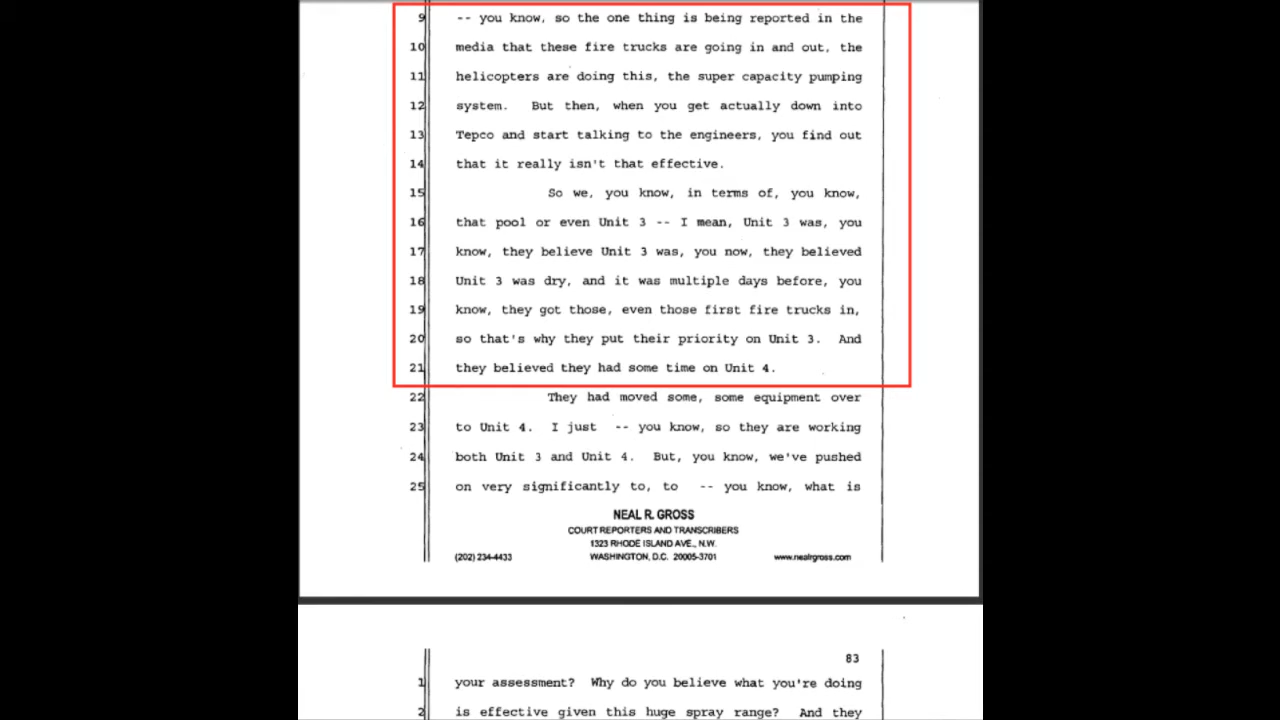 9 -- you know, so the one thing is being reported in the
10 media that these fire trucks are going in and out, the
11 helicopters are doing this, the super capacity pumping
12 system. But then, when you get actually down into
13 Tepco and start talking to the engineers, you find out
14 that it really isn't that effective.
15 So we, you know, in terms of, you know,
16 that pool or even Unit 3 -- I mean, Unit 3 was, you
17 know, they believe Unit 3 was, you now, they believed
18 Unit 3 was dry, and it was multiple days before, you
19 know, they got those, even those first fire trucks in,
20 so that's why they put their priority on Unit 3. And
21 they believed they had some time on Unit 4.
22 They had moved some, some equipment over
23 to Unit 4. I just -- you know, so they are working
24 both Unit 3 and Unit 4. But, you know, we've pushed
25 on very significantly to, to -- you know, what is
NEAL R. GROSS
COURT REPORTERS AND TRANSCRIBERS
1323 RHODE ISLAND AVE., N.W.
(202) 234-4433 WASHINGTON, D.C. 20005-3701 www.nealrgross.com
83
1 your assessment? Why do you believe what you're doing
2 is effective given this huge spray range? And they